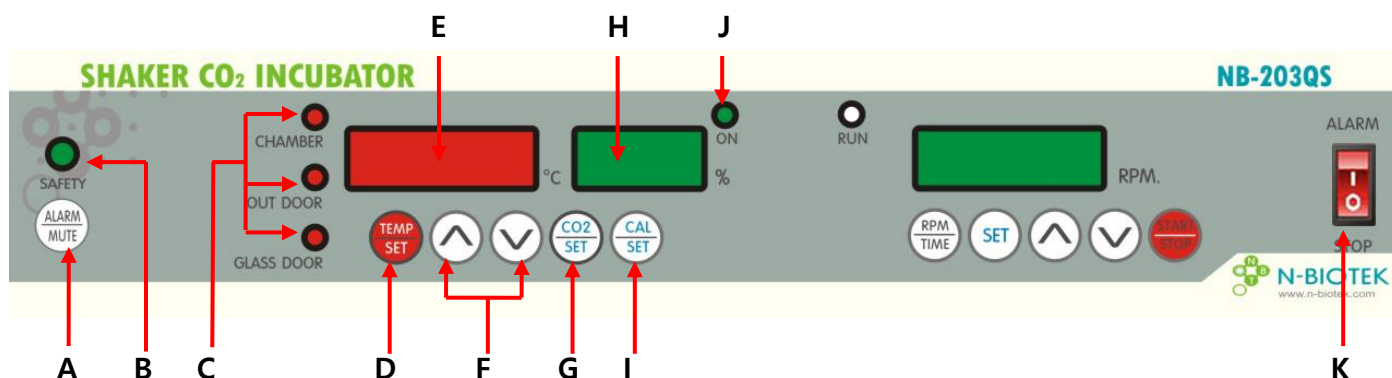 E H J
SHAKER CO₂ INCUBATOR
NB-203QS
CHAMBER
ON
RUN
ALARM
SAFETY
OUT DOOR
°C
%
RPM.
ALARM
MUTE
GLASS DOOR
TEMP
SET
CO2
SET
CAL
SET
RPM
TIME
SET
START
STOP
I
O
STOP
N
B
T
N-BIOTEK
www.n-biotek.com
A B C D F G I K